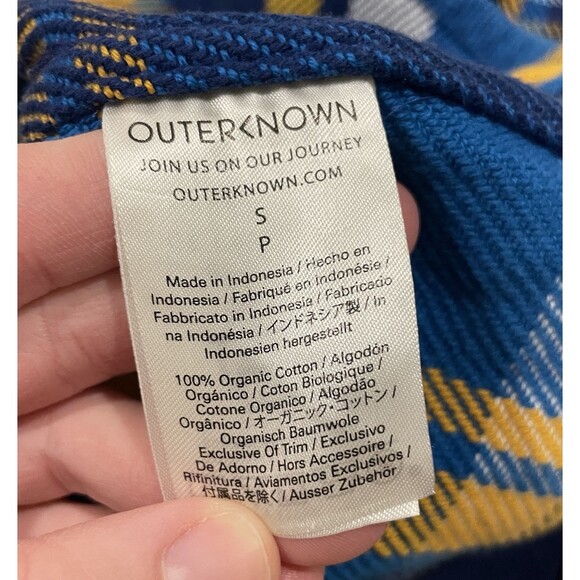 OUTERKNOWN
JOIN US ON OUR JOURNEY
OUTERKNOWN.COM
S
P
Made in Indonesia / Hecho en
Indonesia / Fabriqué en Indonésie /
Fabbricato in Indonesia / Fabricado
na Indonésia / インドネシア製 / In
Indonesien hergestellt
100% Organic Cotton / Algodón
Orgánico / Coton Biologique /
Cotone Organico / Algodão
Orgânico / オーガニック・コットン /
Organisch Baumwole
Exclusive Of Trim / Exclusivo
De Adorno / Hors Accessoire /
Rifinitura / Aviamentos Exclusivo /
付属品を除く / Ausser Zubehör